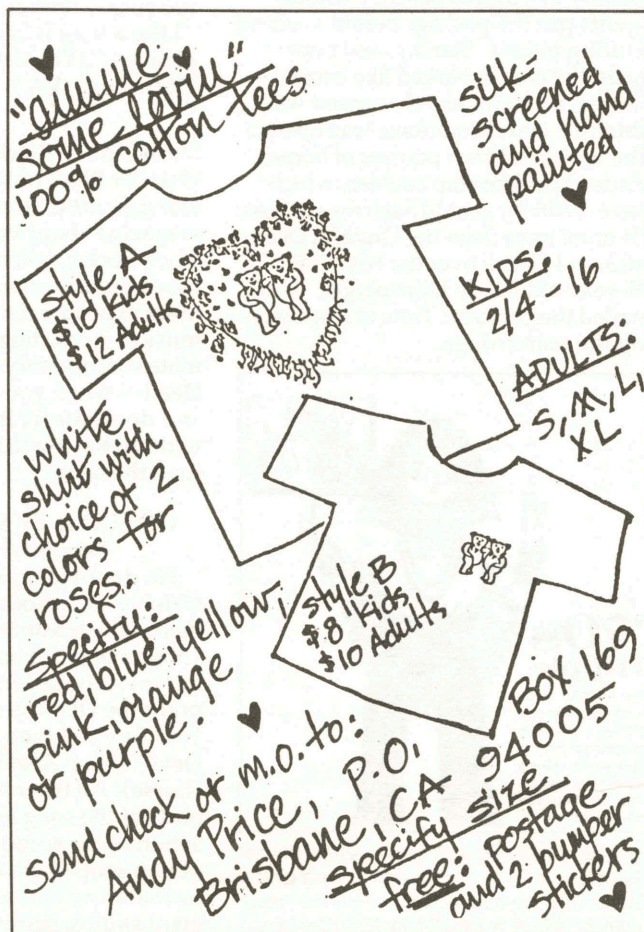 "gimme
some lovin"
100% cotton tees.
silk-
screened
and hand
painted
style A
$10 Kids
$12 Adults
KIDS:
2/4 - 16
ADULTS:
S, M, L,
XL
white
shirt with
choice of 2
colors for
roses.
Specify:
red, blue, yellow
pink, orange
or purple.
style B
$8 Kids
$10 Adults
send check or m.o. to:
Andy Price, P.O. Box 169
Brisbane, CA 94005
specify size
free: postage
and 2 bumper
stickers